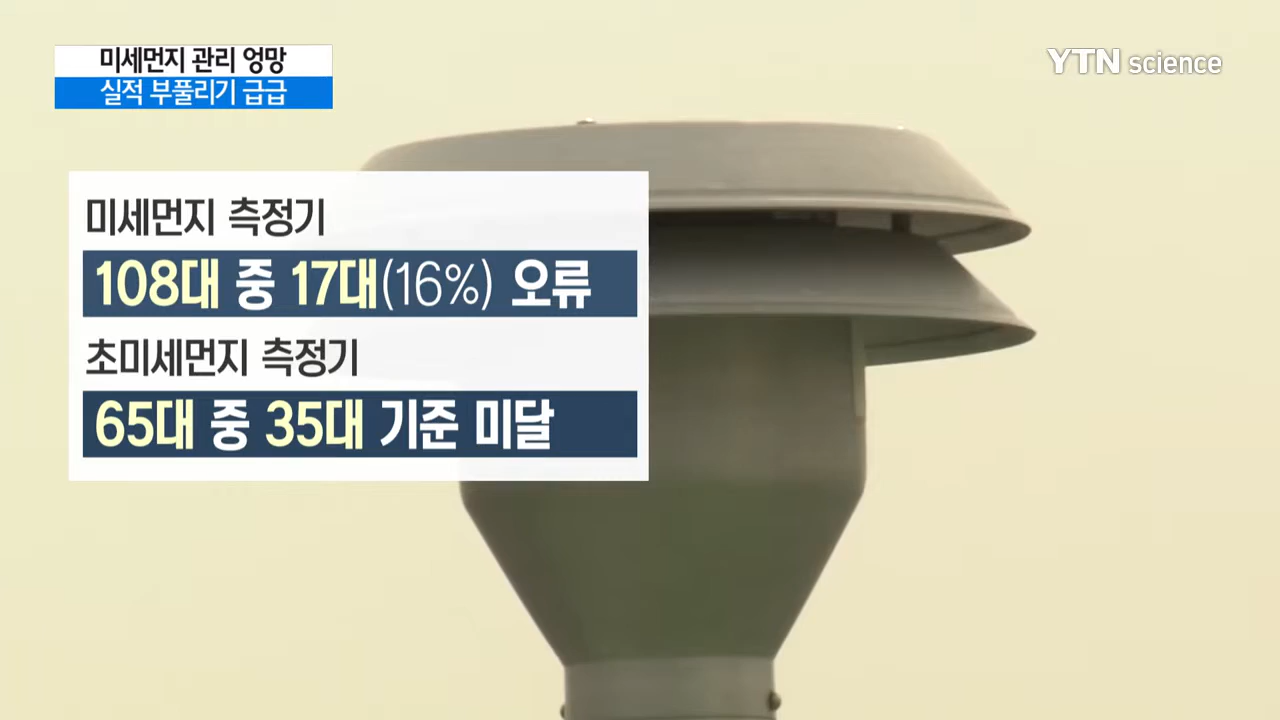 미세먼지 관리 엉망
실적 부풀리기 급급
YTN science
미세먼지 측정기
108대 중 17대(16%) 오류
초미세먼지 측정기
65대 중 35대 기준 미달